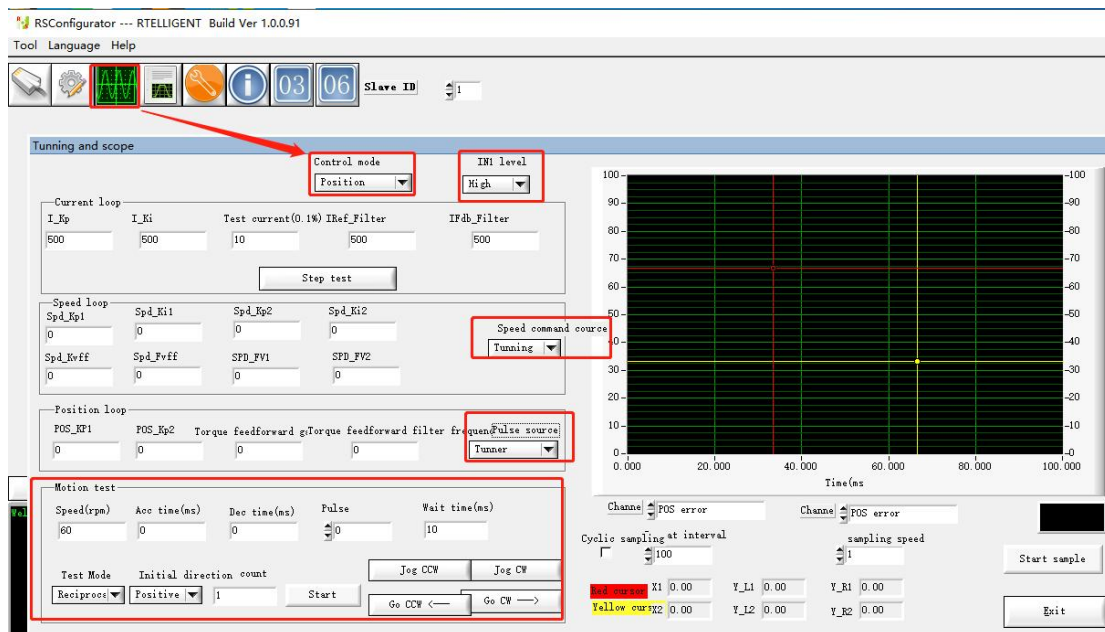 RSConfigurator --- RTELLIGENT Build Ver 1.0.0.91
Tool Language Help
03 06 Slave ID 1
Tunning and scope
Control mode IN1 level
Position High
Current loop
I_Kp I_Ki Test current(0.1%) IRef_Filter IFdb_Filter
500 500 10 500 500
Step test
Speed loop
Spd_Kp1 Spd_Ki1 Spd_Kp2 Spd_Ki2
0 0 0 0
Speed command cource
Tunning
Spd_Kvff Spd_Fvff SPD_FV1 SPD_FV2
0 0 0 0
Position loop
POS_KP1 POS_Kp2 Torque feedforward g Torque feedforward filter frequenc Pulse source
0 0 0 0 Tunner
Motion test
Speed(rpm) Acc time(ms) Dec time(ms) Pulse Wait time(ms)
60 0 0 0 10
Test Mode Initial direction count
Reciproce Positive 1 Start
Jog CCW Jog CW
Go CCW <— Go CW —>
100 100
90 90
80 80
70 70
60 60
50 50
40 40
30 30
20 20
10 10
0 0
0.000 20.000 40.000 60.000 80.000 100.000
Time(ms
Channe POS error Channe POS error
Cyclic sampling at interval sampling speed
100 1 Start sample
Red cursor X1 0.00 Y_L1 0.00 Y_R1 0.00
Yellow curs X2 0.00 Y_L2 0.00 Y_R2 0.00
Exit